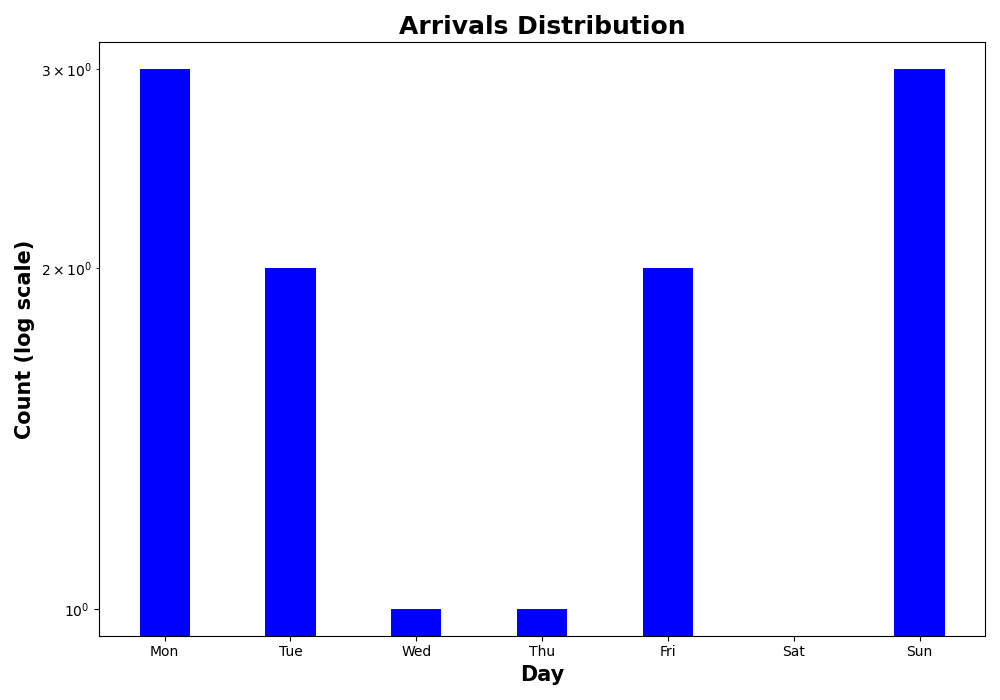 Arrivals Distribution
Count (log scale)
3 × 10⁰
2 × 10⁰
10⁰
Mon Tue Wed Thu Fri Sat Sun
Day